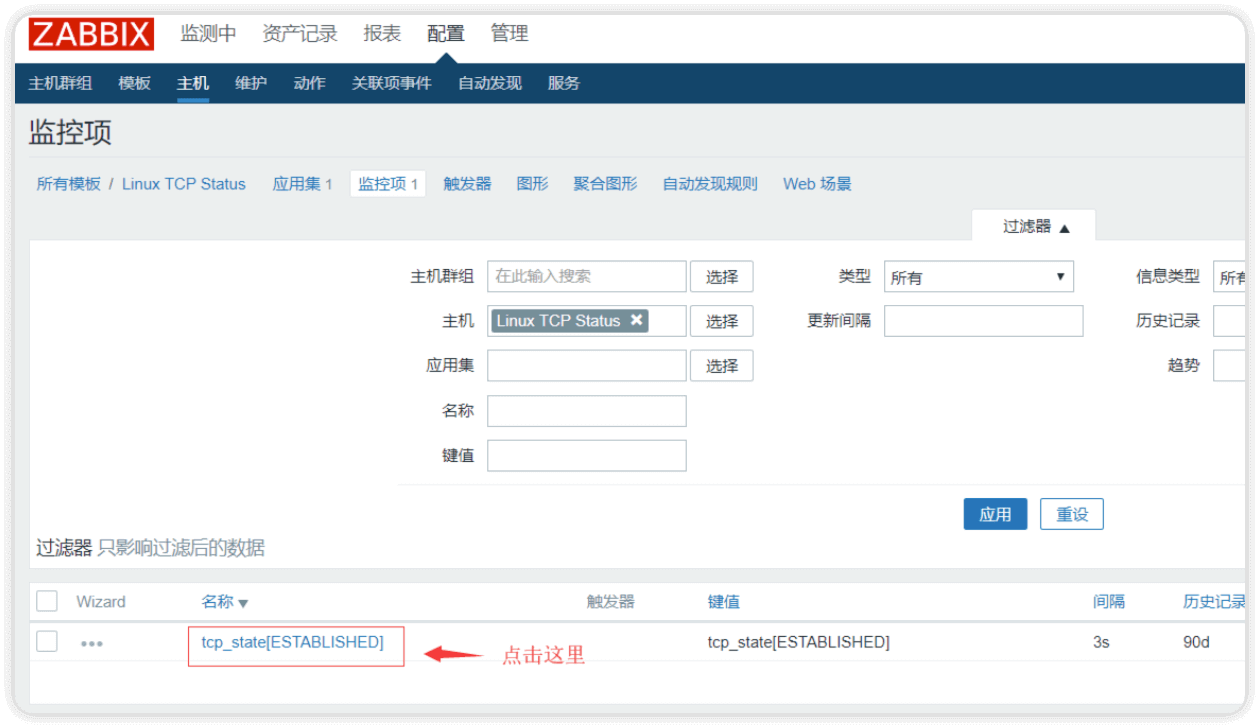 ZABBIX 监测中 资产记录 报表 配置 管理
主机群组 模板 主机 维护 动作 关联项事件 自动发现 服务
监控项
所有模板 / Linux TCP Status 应用集 1 监控项 1 触发器 图形 聚合图形 自动发现规则 Web 场景
过滤器 ▲
主机群组 在此输入搜索 选择 类型 所有 ▼ 信息类型 所有
主机 Linux TCP Status ✖ 选择 更新间隔 历史记录
应用集 选择 趋势
名称
键值
应用 重设
过滤器 只影响过滤后的数据
Wizard 名称 ▼ 触发器 键值 间隔 历史记录
••• tcp_state[ESTABLISHED] tcp_state[ESTABLISHED] 3s 90d
点击这里